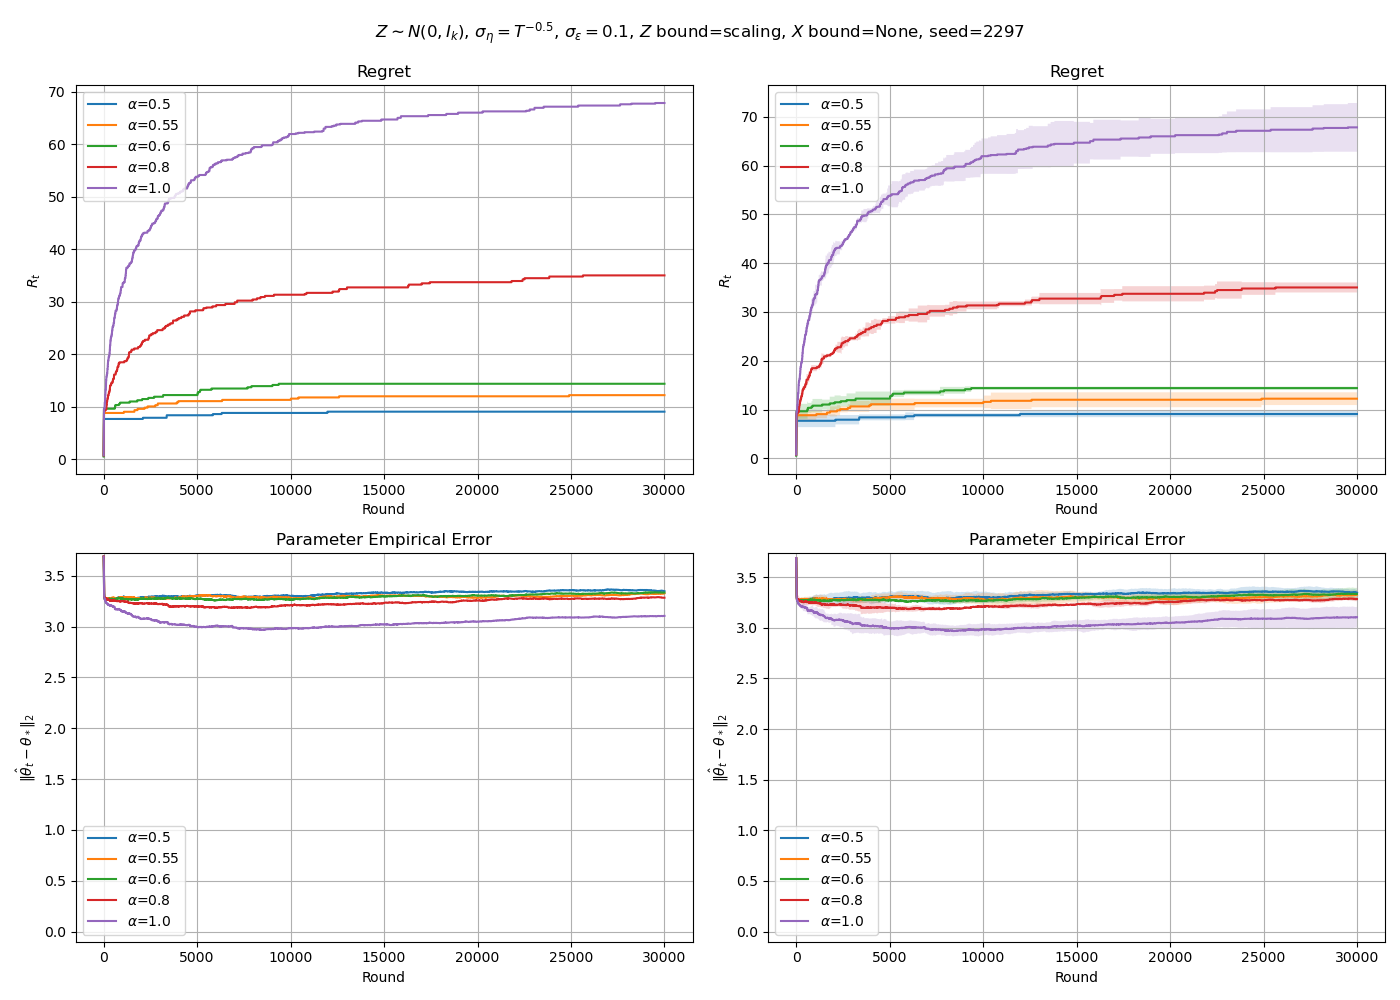 Z ~ N(0, I_k), σ_η = T^{−0.5}, σ_ε = 0.1, Z bound=scaling, X bound=None, seed=2297
Regret
70
60
50
40
30
20
10
0
R_t
α=0.5
α=0.55
α=0.6
α=0.8
α=1.0
0 5000 10000 15000 20000 25000 30000
Round
Regret
70
60
50
40
30
20
10
0
R_t
α=0.5
α=0.55
α=0.6
α=0.8
α=1.0
0 5000 10000 15000 20000 25000 30000
Round
Parameter Empirical Error
3.5
3.0
2.5
2.0
1.5
1.0
0.5
0.0
‖θ̂_t − θ_*‖_2
α=0.5
α=0.55
α=0.6
α=0.8
α=1.0
0 5000 10000 15000 20000 25000 30000
Round
Parameter Empirical Error
3.5
3.0
2.5
2.0
1.5
1.0
0.5
0.0
‖θ̂_t − θ_*‖_2
α=0.5
α=0.55
α=0.6
α=0.8
α=1.0
0 5000 10000 15000 20000 25000 30000
Round